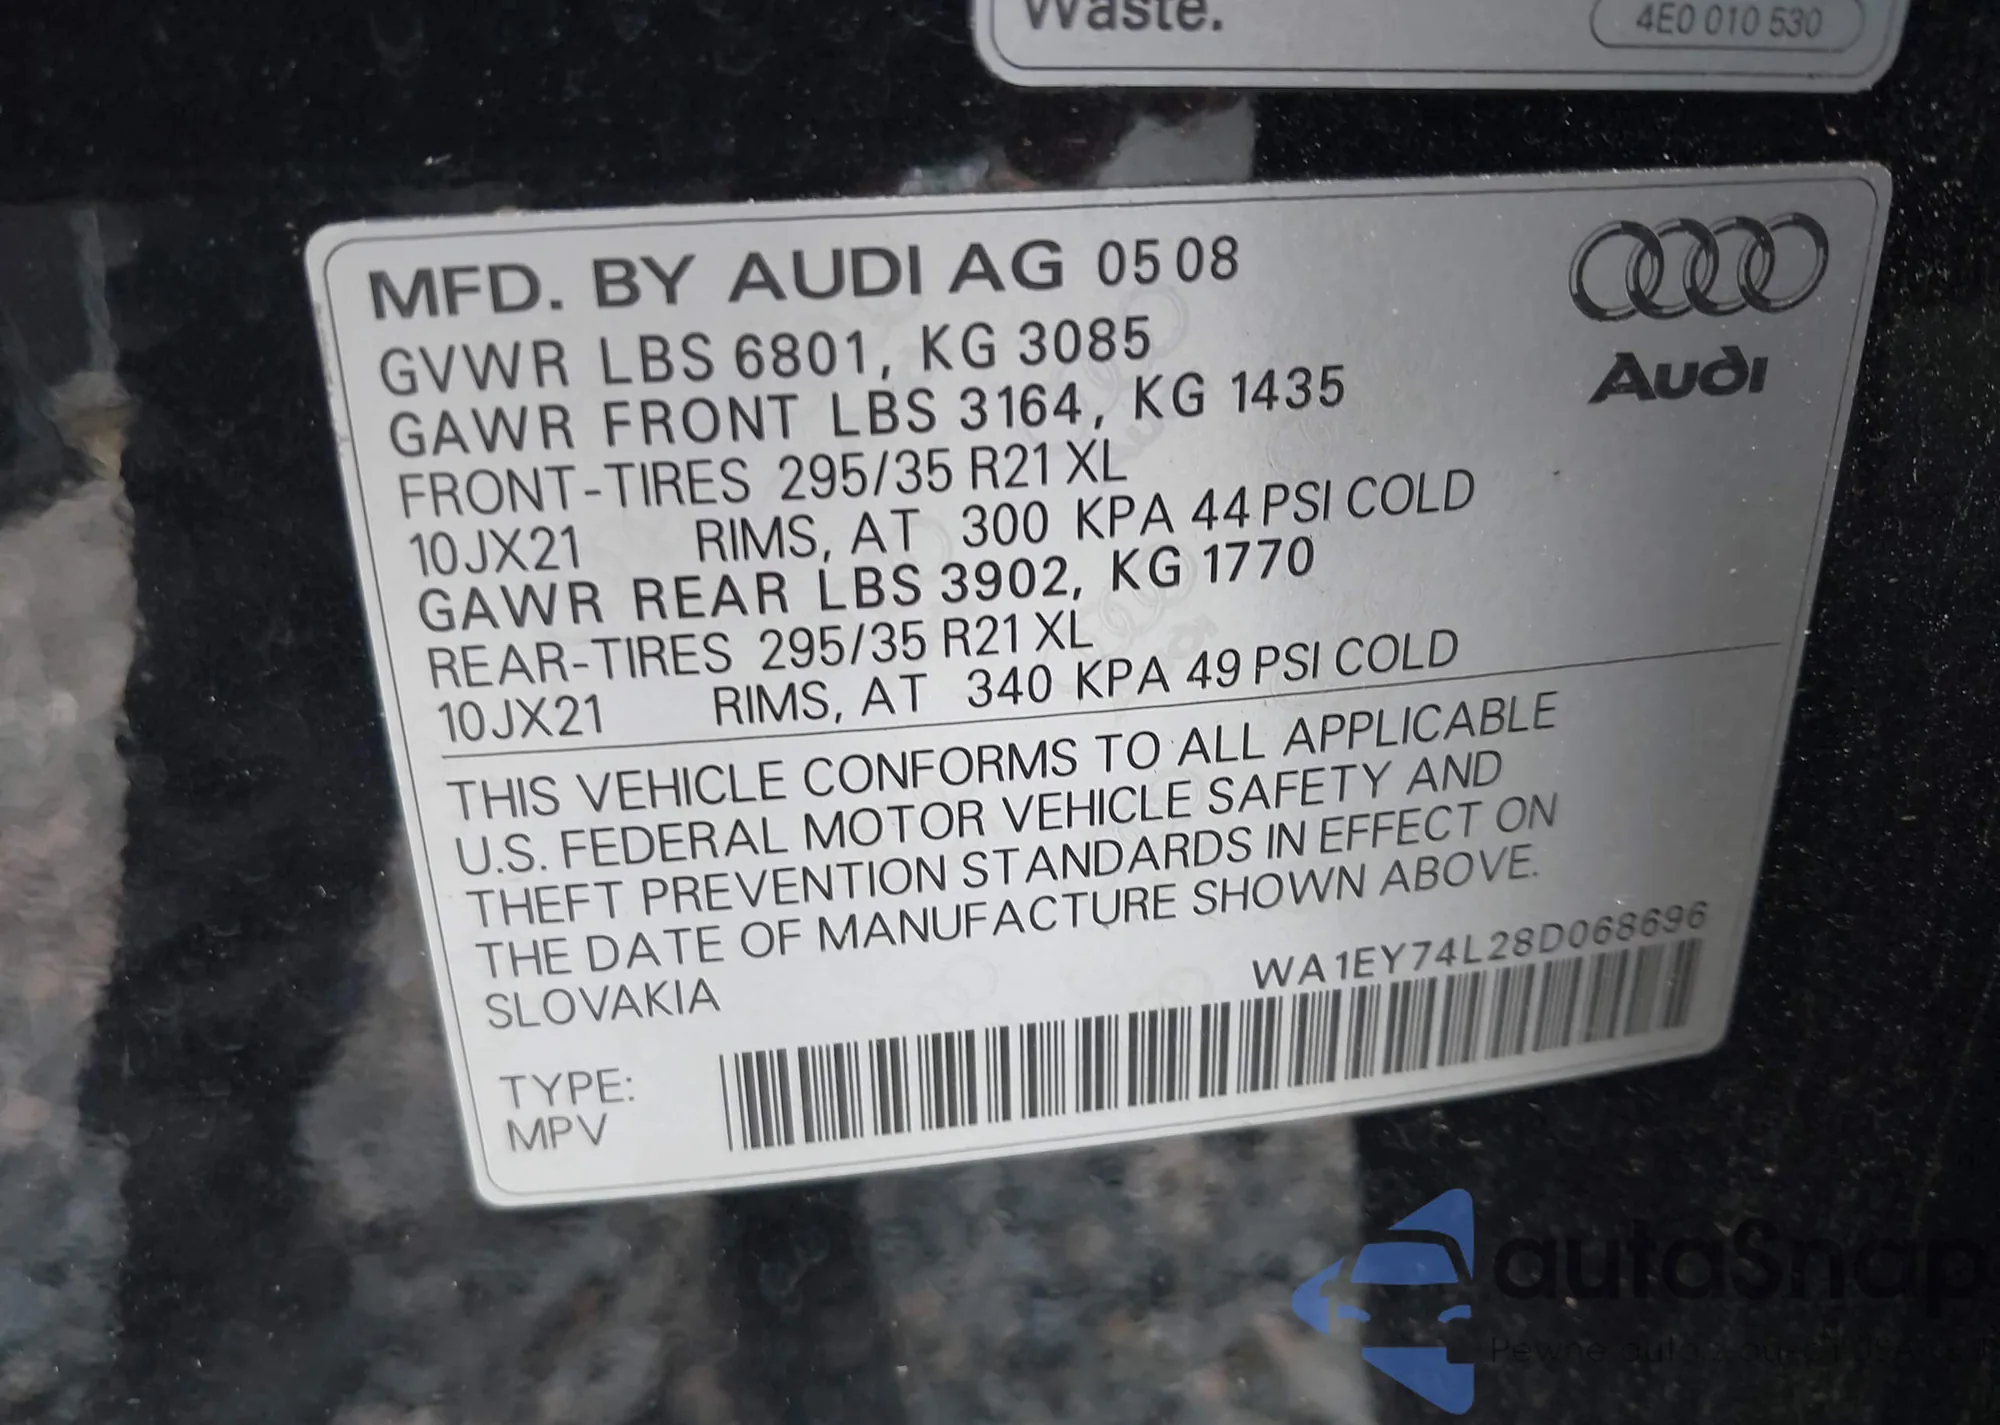 Waste.
4E0 010 530
MFD. BY AUDI AG 0508
GVWR LBS 6801, KG 3085
GAWR FRONT LBS 3164, KG 1435
FRONT-TIRES 295/35 R21 XL
10JX21 RIMS, AT 300 KPA 44 PSI COLD
GAWR REAR LBS 3902, KG 1770
REAR-TIRES 295/35 R21 XL
10JX21 RIMS, AT 340 KPA 49 PSI COLD
Audi
THIS VEHICLE CONFORMS TO ALL APPLICABLE
U.S. FEDERAL MOTOR VEHICLE SAFETY AND
THEFT PREVENTION STANDARDS IN EFFECT ON
THE DATE OF MANUFACTURE SHOWN ABOVE.
SLOVAKIA
WA1EY74L28D068696
TYPE:
MPV
autaSnap
Pewne auta z